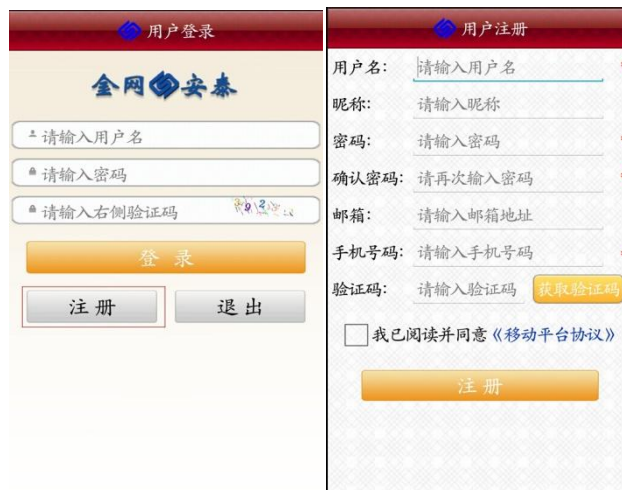 用户登录
金网安泰
请输入用户名
请输入密码
请输入右侧验证码
登录
注册
退出
用户注册
用户名：
请输入用户名
昵称：
请输入昵称
密码：
请输入密码
确认密码：
请再次输入密码
邮箱：
请输入邮箱地址
手机号码：
请输入手机号码
验证码：
请输入验证码
获取验证码
我已阅读并同意《移动平台协议》
注册